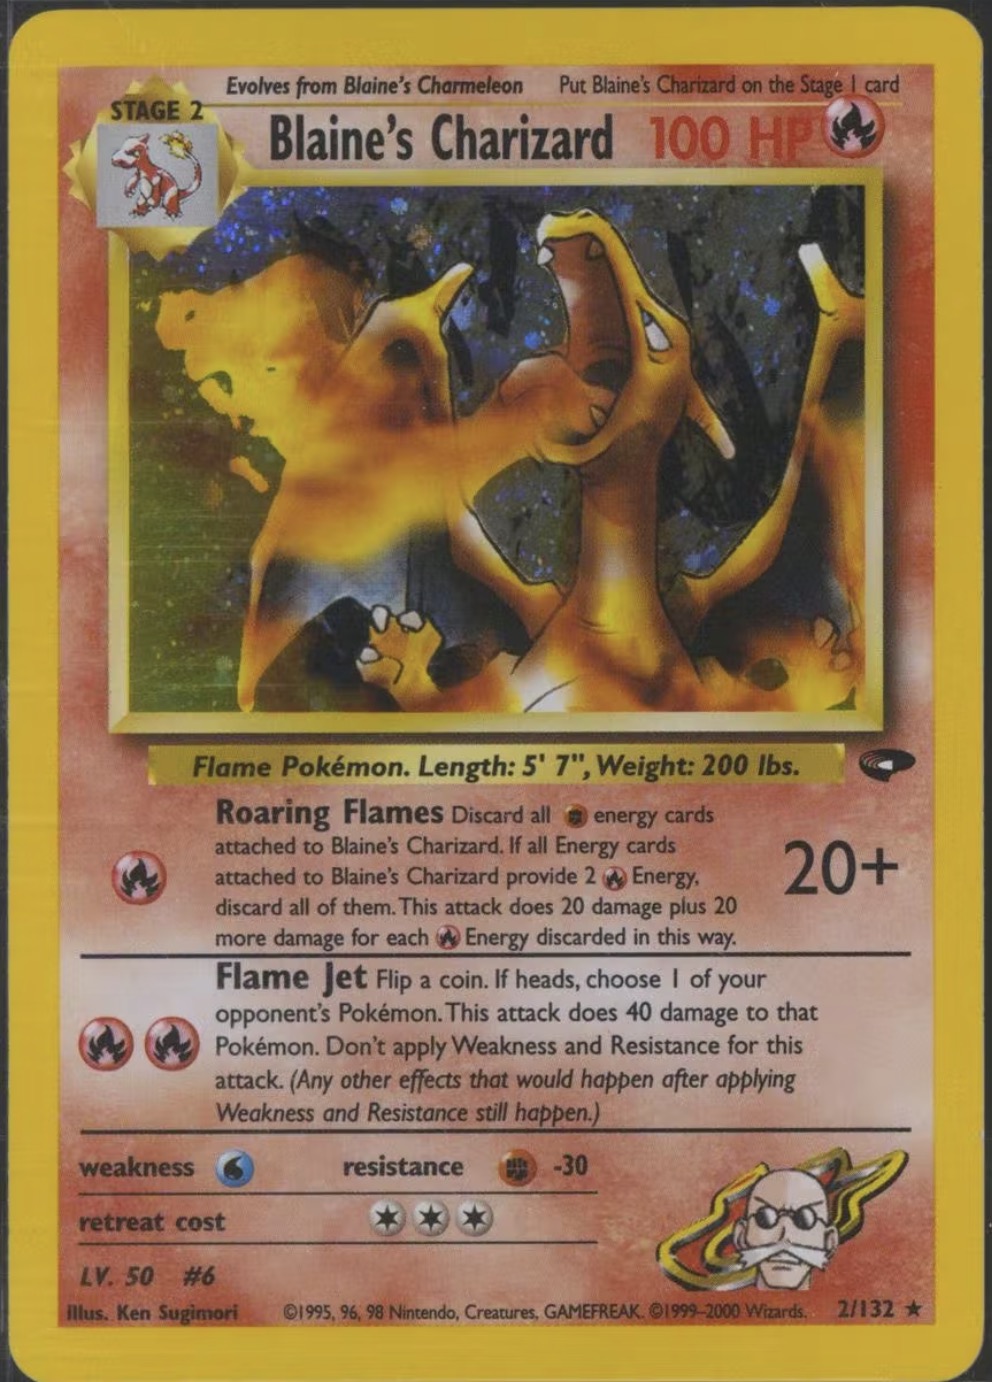 Evolves from Blaine's Charmeleon Put Blaine's Charizard on the Stage 1 card
STAGE 2
Blaine's Charizard 100 HP
Flame Pokémon. Length: 5' 7", Weight: 200 lbs.
Roaring Flames Discard all energy cards
attached to Blaine's Charizard. If all Energy cards
attached to Blaine's Charizard provide 2 Energy,
discard all of them. This attack does 20 damage plus 20
more damage for each Energy discarded in this way.
20+
Flame Jet Flip a coin. If heads, choose 1 of your
opponent's Pokémon. This attack does 40 damage to that
Pokémon. Don't apply Weakness and Resistance for this
attack. (Any other effects that would happen after applying
Weakness and Resistance still happen.)
weakness resistance -30
retreat cost
LV. 50 #6
Illus. Ken Sugimori ©1995, 96, 98 Nintendo, Creatures, GAMEFREAK. ©1999–2000 Wizards. 2/132 ★